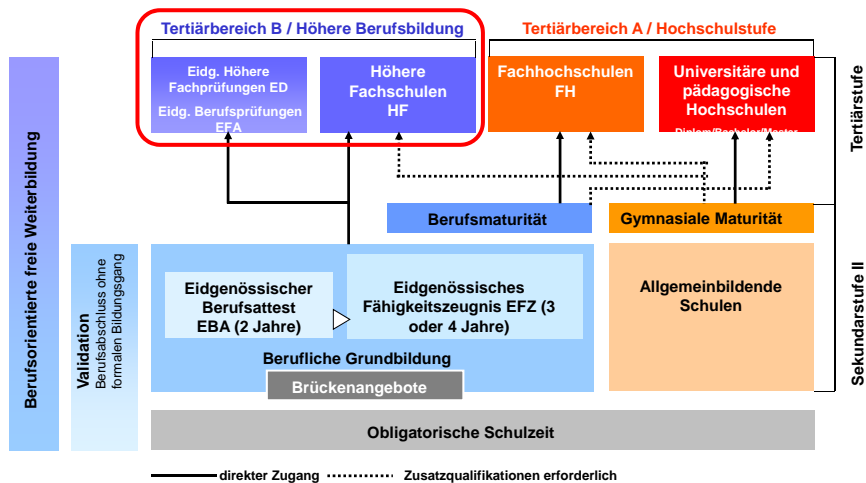 Tertiärbereich B / Höhere Berufsbildung
Tertiärbereich A / Hochschulstufe
Eidg. Höhere
Fachprüfungen ED
Eidg. Berufsprüfungen
EFA
Höhere
Fachschulen
HF
Fachhochschulen
FH
Universitäre und
pädagogische
Hochschulen
Diplom/Bachelor/Master
Tertiärstufe
Berufsmaturität
Gymnasiale Maturität
Berufsorientierte freie Weiterbildung
Validation
Berufsabschluss ohne
formalen Bildungsgang
Eidgenössischer
Berufsattest
EBA (2 Jahre)
Eidgenössisches
Fähigkeitszeugnis EFZ (3
oder 4 Jahre)
Allgemeinbildende
Schulen
Sekundarstufe II
Berufliche Grundbildung
Brückenangebote
Obligatorische Schulzeit
direkter Zugang
Zusatzqualifikationen erforderlich